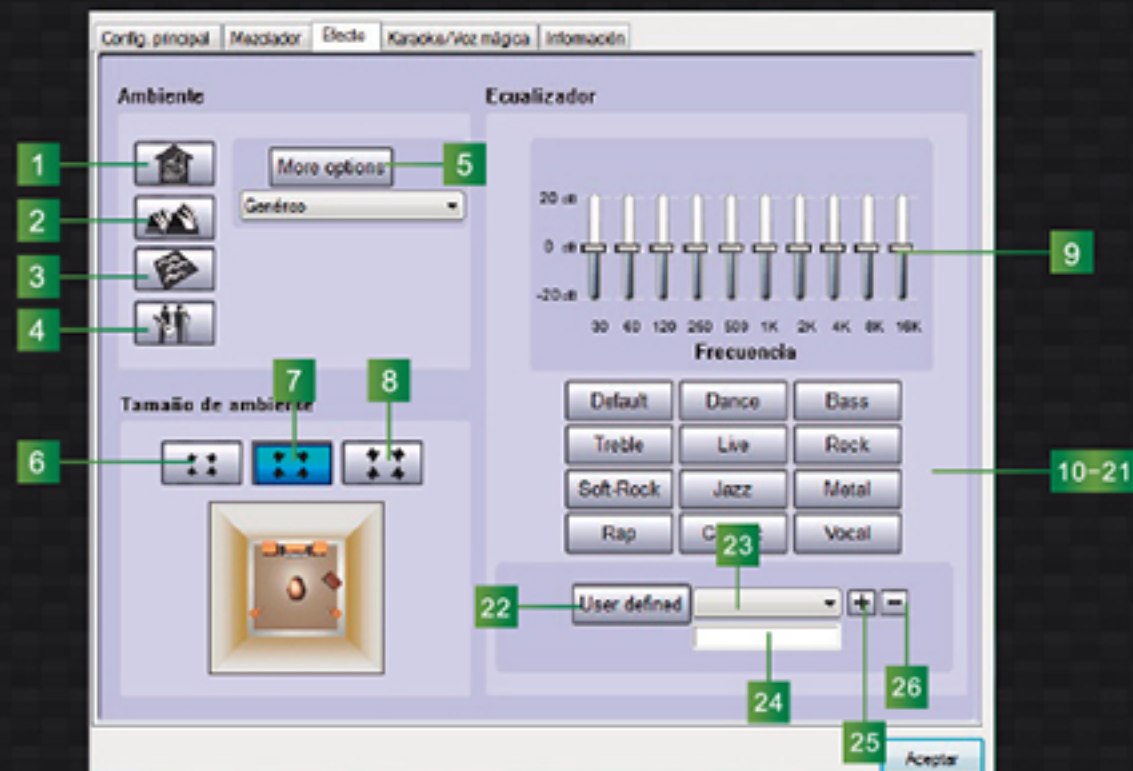 Config. principal Mezclador Efecto Karaoke/Voz mágica Información
Ambiente
Ecualizador
1
More options
5
Genérico
2
3
4
20 dB
0 dB
-20 dB
9
30 60 120 250 500 1K 2K 4K 8K 16K
Frecuencia
Tamaño de ambiente
7
8
6
Default Dance Bass
Treble Live Rock
Soft-Rock Jazz Metal
Rap Vocal
10-21
23
22
User defined
+ -
24
26
25
Aceptar